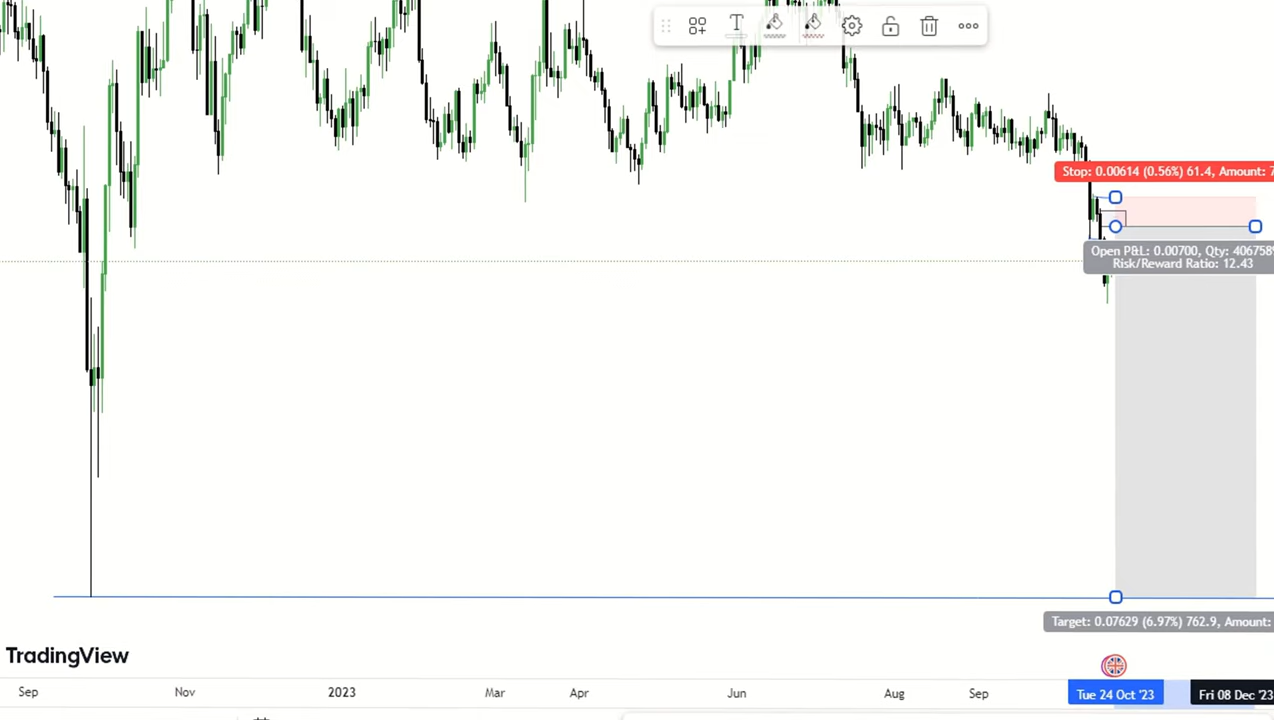 Stop: 0.00614 (0.56%) 61.4, Amount:
Open P&L: 0.00700, Qty: 406758
Risk/Reward Ratio: 12.43
Target: 0.07629 (6.97%) 762.9, Amount:
TradingView
Sep Nov 2023 Mar Apr Jun Aug Sep Tue 24 Oct '23 Fri 08 Dec '23